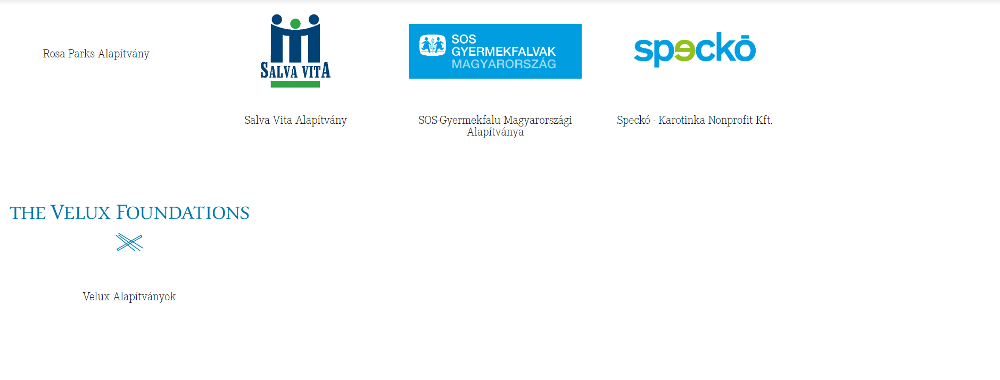 Rosa Parks Alapítvány
SALVA VITA
Salva Vita Alapítvány
SOS
GYERMEKFALVAK
MAGYARORSZÁG
SOS-Gyermekfalu Magyarországi
Alapítványa
speckō
Speckó - Karotinka Nonprofit Kft.
THE VELUX FOUNDATIONS
Velux Alapítványok